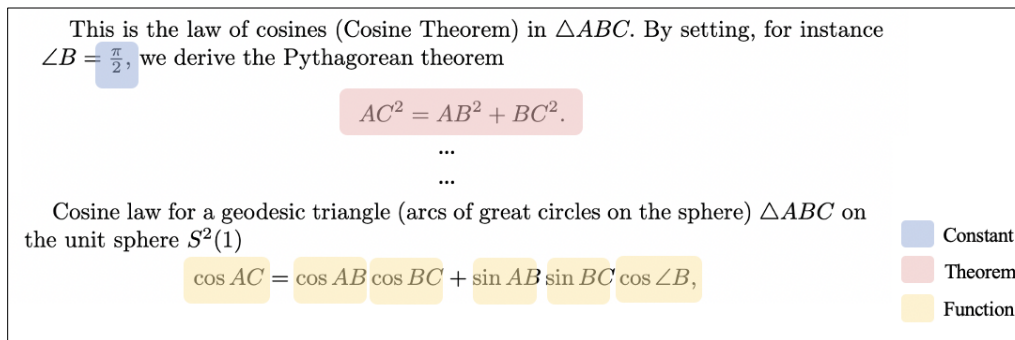 This is the law of cosines (Cosine Theorem) in △ABC. By setting, for instance
∠B = π/2, we derive the Pythagorean theorem
AC² = AB² + BC².
...
...
Cosine law for a geodesic triangle (arcs of great circles on the sphere) △ABC on
the unit sphere S²(1)
cos AC = cos AB cos BC + sin AB sin BC cos ∠B,
Constant
Theorem
Function